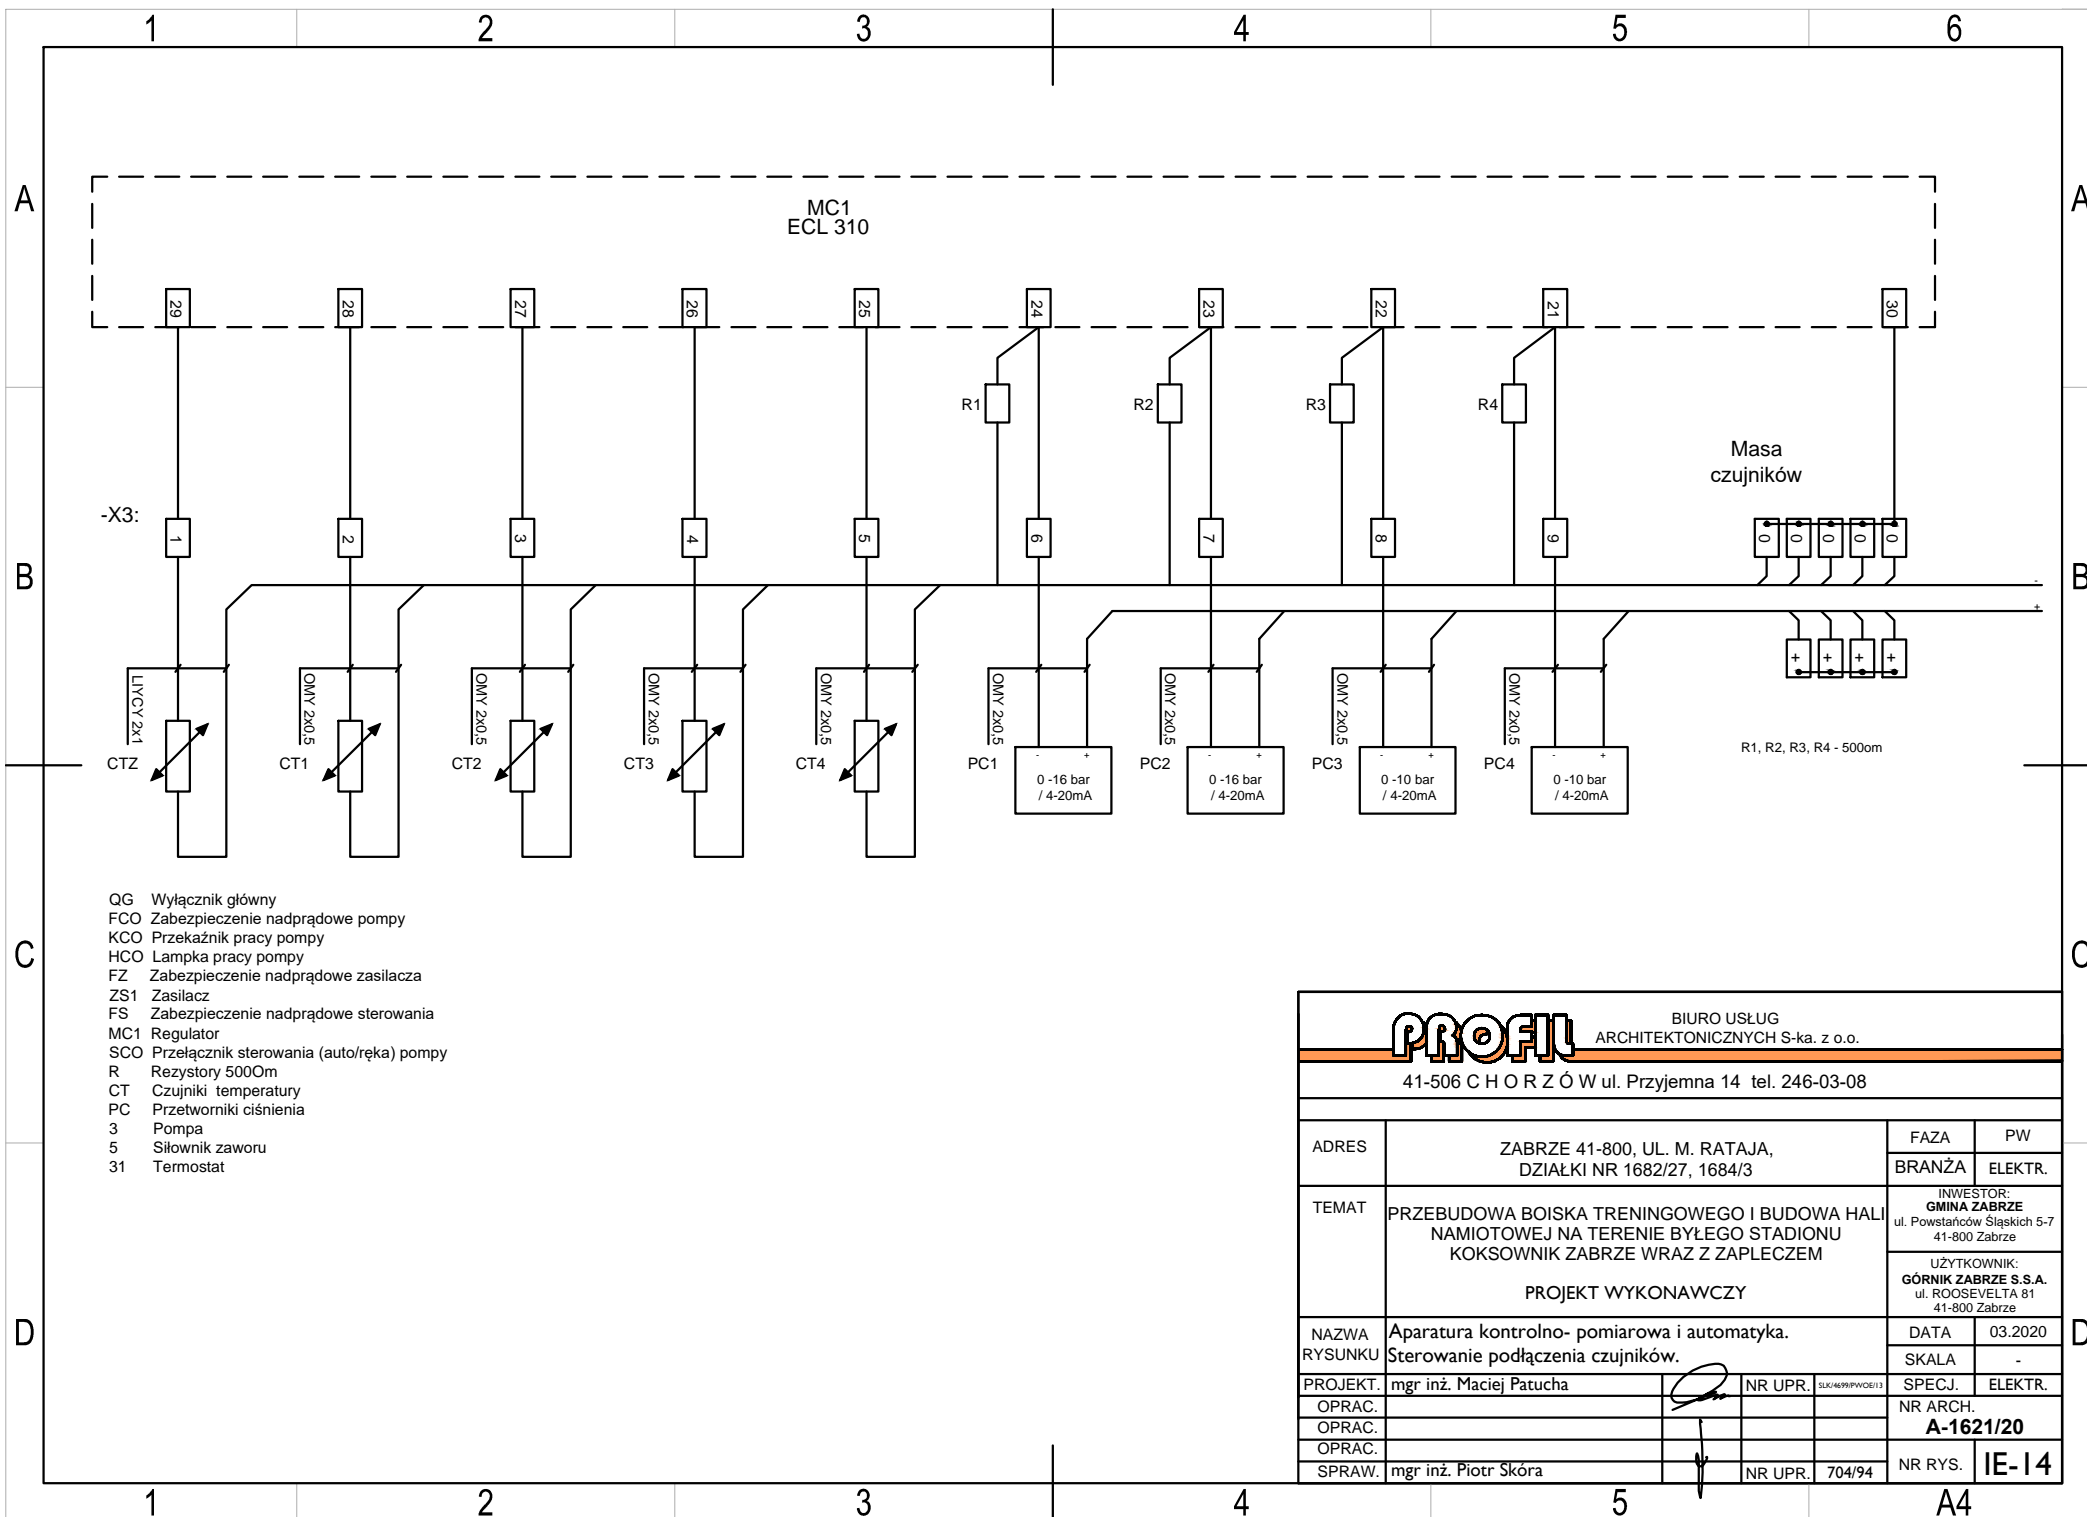 1 2 3 4 5 6
A A
MC1
ECL 310
29 28 27 26 25 24 23 22 21 30
R1 R2 R3 R4
Masa
czujników
-X3:
1 2 3 4 5 6 7 8 9 0 0 0 0 0
B B
-
+
+ + + +
LIYCY 2x1 OMY 2x0,5 OMY 2x0,5 OMY 2x0,5 OMY 2x0,5 OMY 2x0,5 OMY 2x0,5 OMY 2x0,5 OMY 2x0,5
R1, R2, R3, R4 - 500om
- + - + - + - +
CTZ CT1 CT2 CT3 CT4 PC1 PC2 PC3 PC4
0 -16 bar 0 -16 bar 0 -10 bar 0 -10 bar
/ 4-20mA / 4-20mA / 4-20mA / 4-20mA
QG Wyłącznik główny
FCO Zabezpieczenie nadprądowe pompy
KCO Przekaźnik pracy pompy
HCO Lampka pracy pompy
FZ Zabezpieczenie nadprądowe zasilacza
ZS1 Zasilacz
FS Zabezpieczenie nadprądowe sterowania
MC1 Regulator
SCO Przełącznik sterowania (auto/ręka) pompy
R Rezystory 500Om
CT Czujniki temperatury
PC Przetworniki ciśnienia
3 Pompa
5 Siłownik zaworu
31 Termostat
C C
PROFIL
BIURO USŁUG
ARCHITEKTONICZNYCH S-ka. z o.o.
41-506 C H O R Z Ó W ul. Przyjemna 14 tel. 246-03-08
ADRES
ZABRZE 41-800, UL. M. RATAJA,
DZIAŁKI NR 1682/27, 1684/3
FAZA PW
BRANŻA ELEKTR.
TEMAT
PRZEBUDOWA BOISKA TRENINGOWEGO I BUDOWA HALI
NAMIOTOWEJ NA TERENIE BYŁEGO STADIONU
KOKSOWNIK ZABRZE WRAZ Z ZAPLECZEM
PROJEKT WYKONAWCZY
INWESTOR:
GMINA ZABRZE
ul. Powstańców Śląskich 5-7
41-800 Zabrze
UŻYTKOWNIK:
GÓRNIK ZABRZE S.S.A.
ul. ROOSEVELTA 81
41-800 Zabrze
D D
NAZWA
RYSUNKU
Aparatura kontrolno- pomiarowa i automatyka.
Sterowanie podłączenia czujników.
DATA 03.2020
SKALA -
PROJEKT. mgr inż. Maciej Patucha NR UPR. SLK/4699/PWOE/13 SPECJ. ELEKTR.
OPRAC.
OPRAC.
OPRAC.
NR ARCH.
A-1621/20
SPRAW. mgr inż. Piotr Skóra NR UPR. 704/94
NR RYS. IE-14
1 2 3 4 5 A4